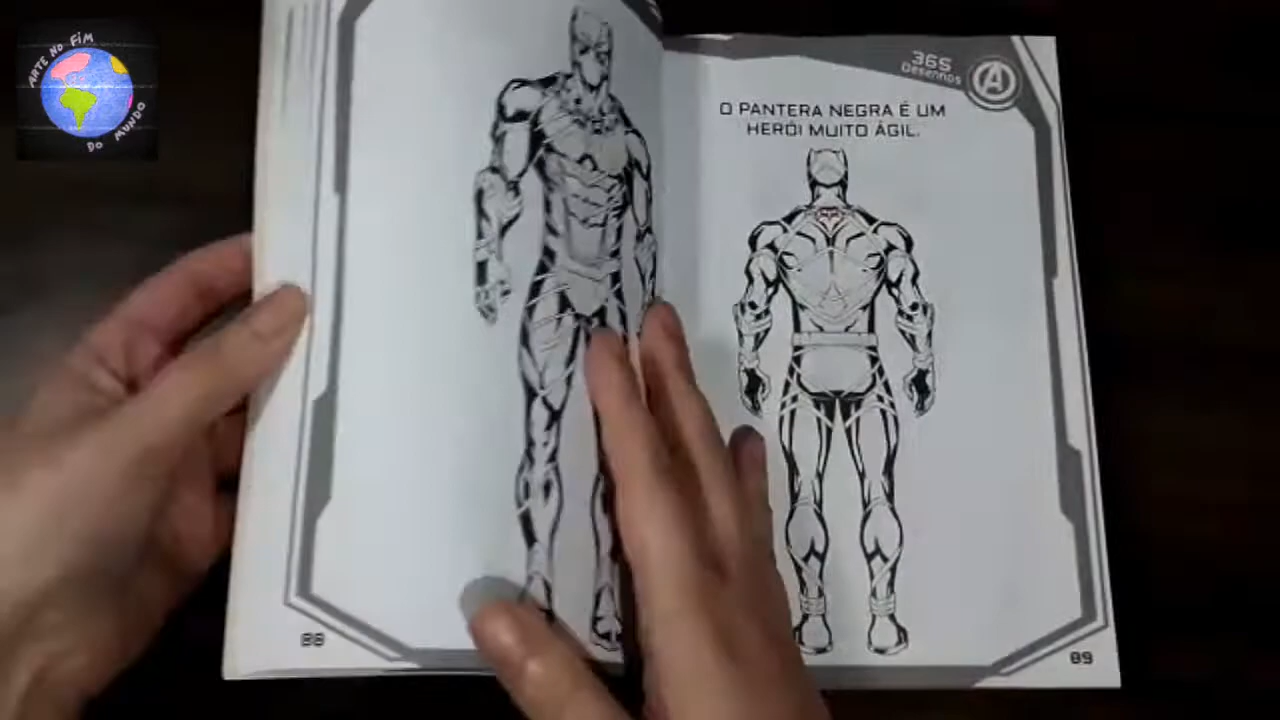 ARTE NO FIM
DO MUNDO
365
Desenhos
O PANTERA NEGRA É UM
HERÓI MUITO ÁGIL.
88
89